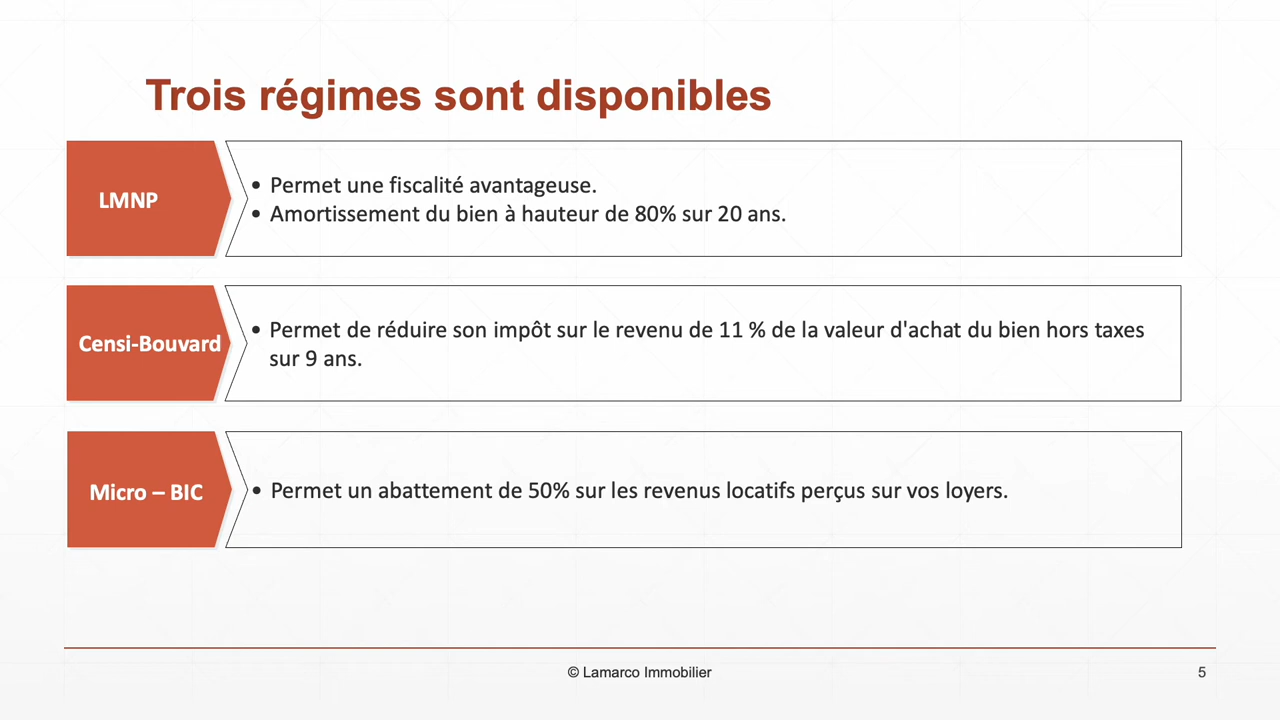 Trois régimes sont disponibles
LMNP
• Permet une fiscalité avantageuse.
• Amortissement du bien à hauteur de 80% sur 20 ans.
Censi-Bouvard
• Permet de réduire son impôt sur le revenu de 11 % de la valeur d'achat du bien hors taxes
sur 9 ans.
Micro – BIC
• Permet un abattement de 50% sur les revenus locatifs perçus sur vos loyers.
© Lamarco Immobilier
5